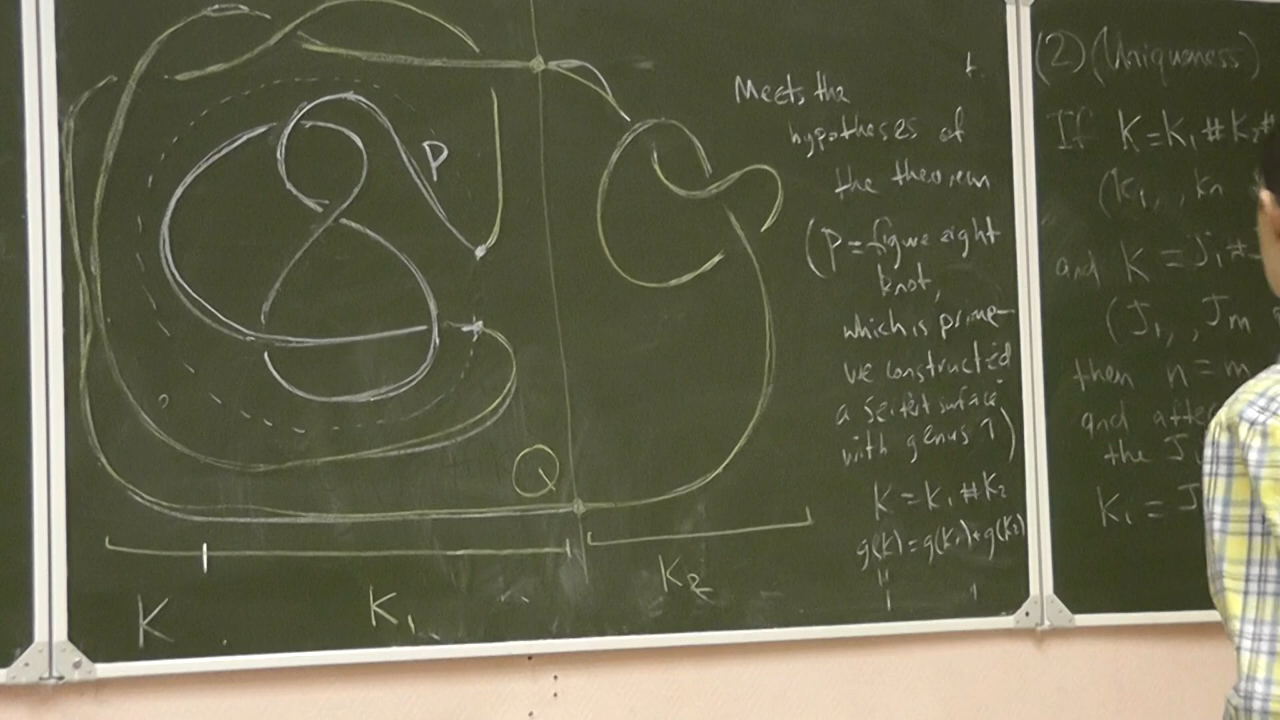 P
Q
K
K₁
K₂
Meets the
hypotheses of
the theorem
(P = figure eight
knot,
which is prime –
we constructed
a Seifert surface
with genus 1)
K = K₁ # K₂
g(K) = g(K₁) + g(K₂)
1 1
(2) (Uniqueness)
If K = K₁ # K₂ #
(K₁, , Kn
and K = J₁ #
(J₁, , Jm
then n = m
and
the J
K₁ = J